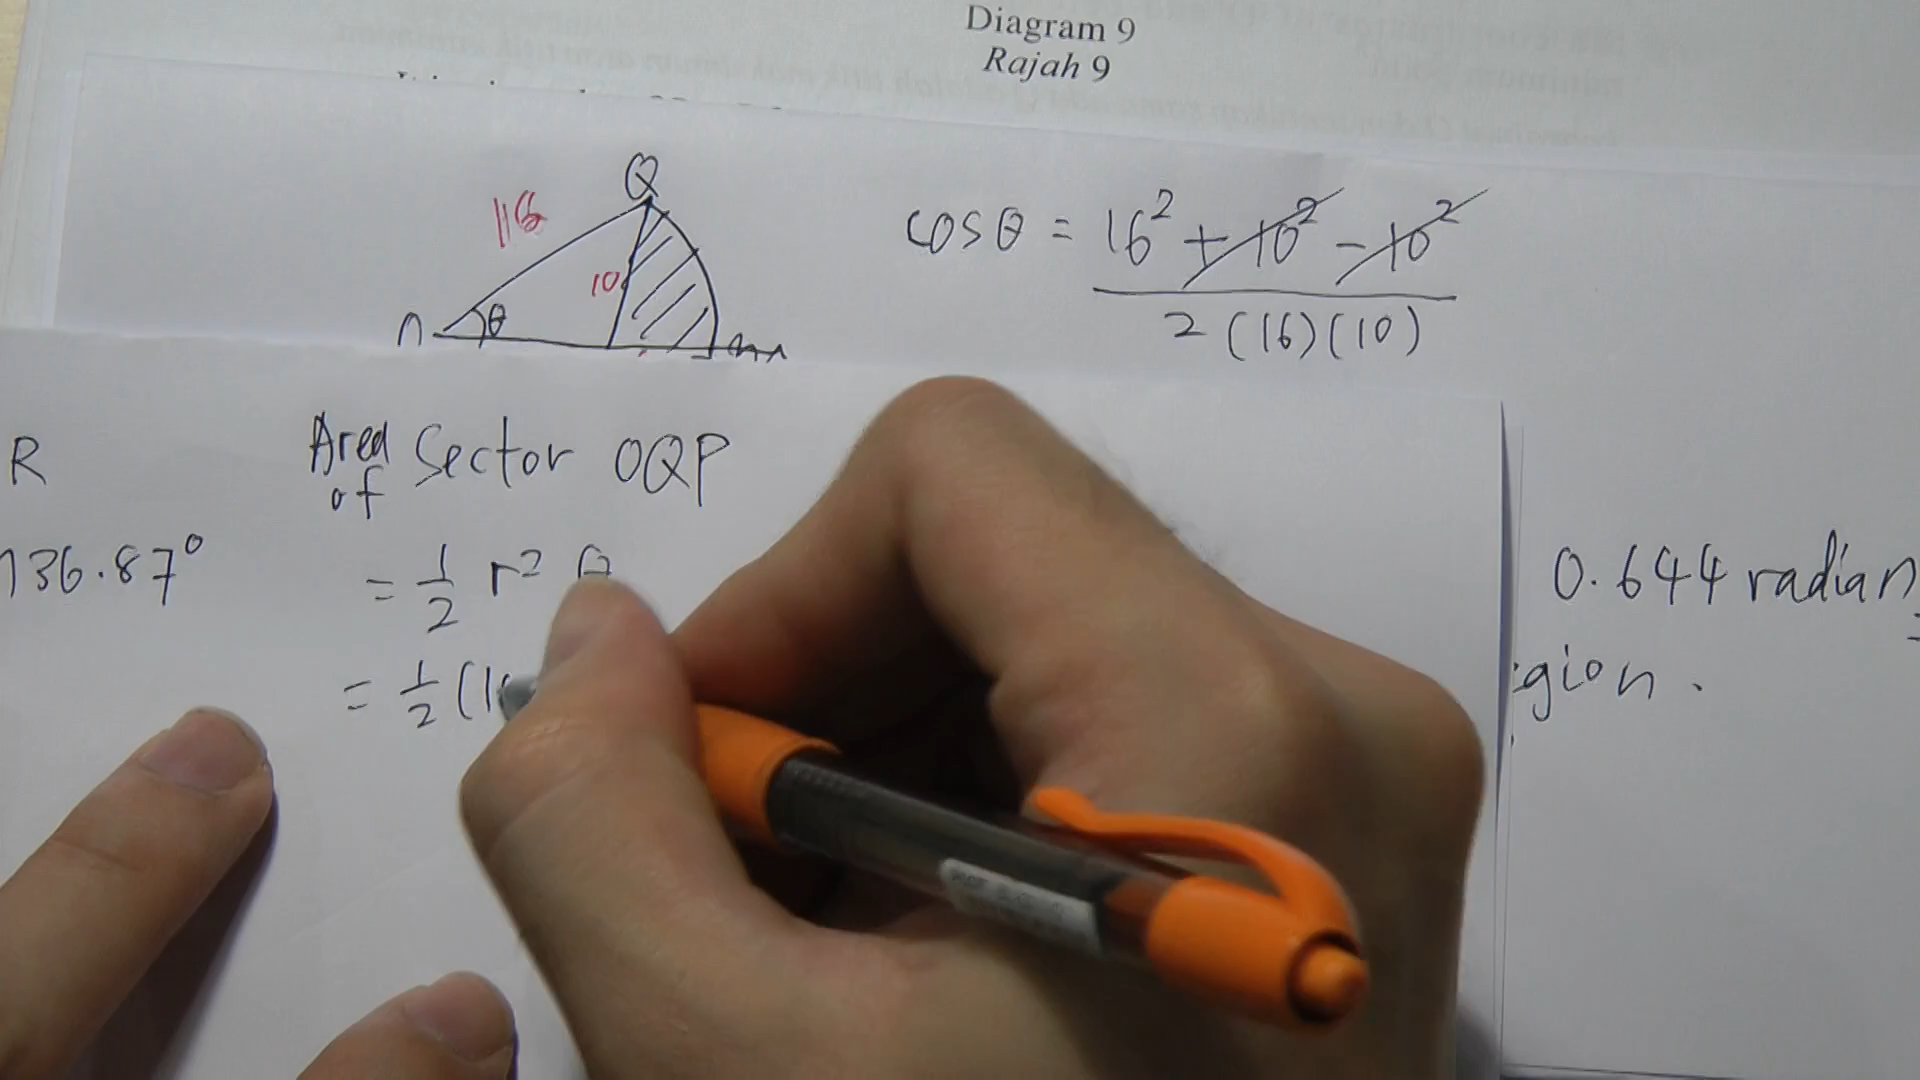 Diagram 9
Rajah 9
Q
16
10
θ
cosθ = 16² + 10² - 10²
2 (16)(10)
R
Area of Sector OQP
136.87°
= 1/2 r² θ
0.644 radian
= 1/2 (1
gion.